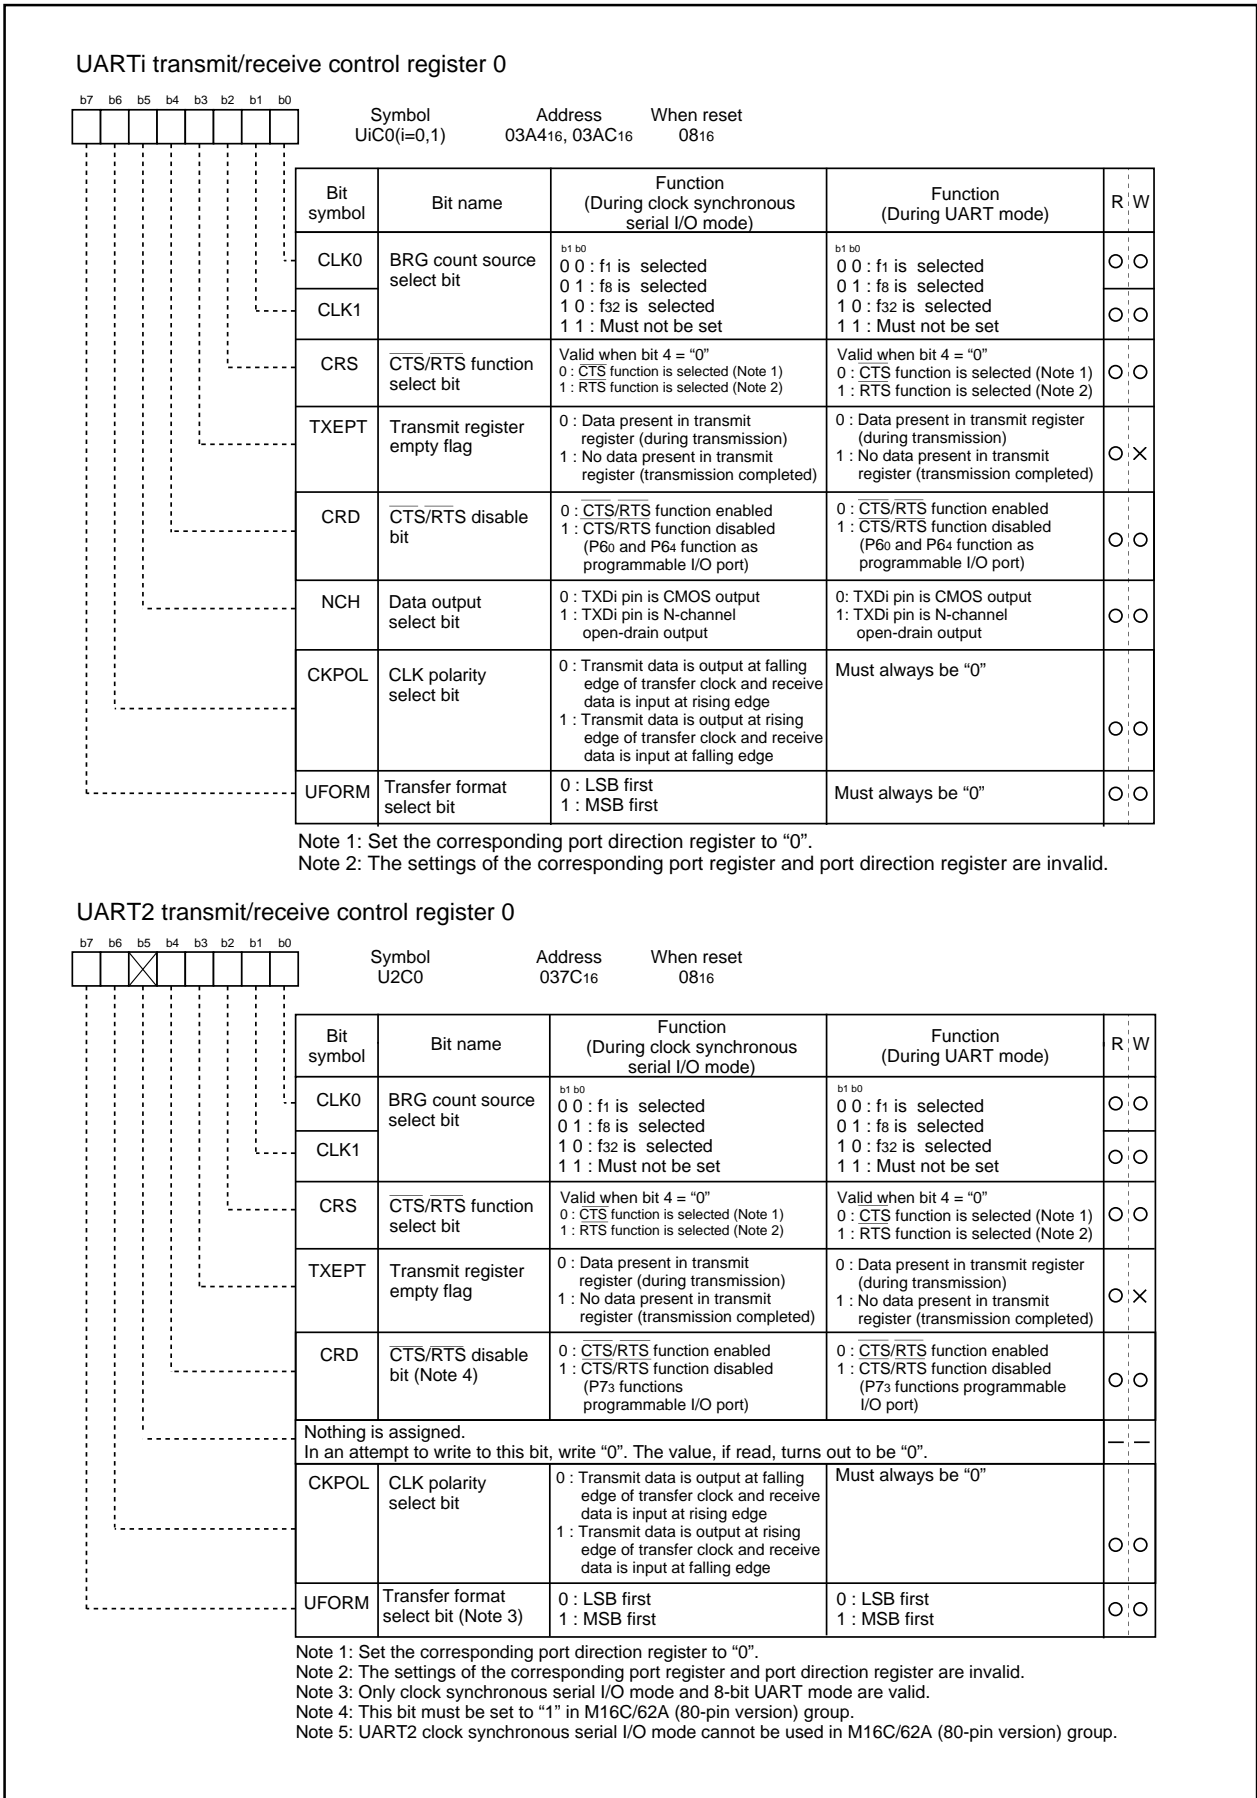 UARTi transmit/receive control register 0
b7 b6 b5 b4 b3 b2 b1 b0
Symbol Address When reset
UiC0(i=0,1) 03A416, 03AC16 0816
Bit symbol Bit name Function (During clock synchronous serial I/O mode) Function (During UART mode) R W
CLK0 BRG count source select bit
b1 b0
0 0 : f1 is selected
0 1 : f8 is selected
1 0 : f32 is selected
1 1 : Must not be set
b1 b0
0 0 : f1 is selected
0 1 : f8 is selected
1 0 : f32 is selected
1 1 : Must not be set
CLK1
CRS CTS/RTS function select bit
Valid when bit 4 = “0”
0 : CTS function is selected (Note 1)
1 : RTS function is selected (Note 2)
Valid when bit 4 = “0”
0 : CTS function is selected (Note 1)
1 : RTS function is selected (Note 2)
TXEPT Transmit register empty flag
0 : Data present in transmit
register (during transmission)
1 : No data present in transmit
register (transmission completed)
0 : Data present in transmit register
(during transmission)
1 : No data present in transmit
register (transmission completed)
CRD CTS/RTS disable bit
0 : CTS/RTS function enabled
1 : CTS/RTS function disabled
(P60 and P64 function as
programmable I/O port)
0 : CTS/RTS function enabled
1 : CTS/RTS function disabled
(P60 and P64 function as
programmable I/O port)
NCH Data output select bit
0 : TXDi pin is CMOS output
1 : TXDi pin is N-channel
open-drain output
0: TXDi pin is CMOS output
1: TXDi pin is N-channel
open-drain output
CKPOL CLK polarity select bit
0 : Transmit data is output at falling
edge of transfer clock and receive
data is input at rising edge
1 : Transmit data is output at rising
edge of transfer clock and receive
data is input at falling edge
Must always be “0”
UFORM Transfer format select bit
0 : LSB first
1 : MSB first
Must always be “0”
Note 1: Set the corresponding port direction register to “0”.
Note 2: The settings of the corresponding port register and port direction register are invalid.
UART2 transmit/receive control register 0
b7 b6 b5 b4 b3 b2 b1 b0
Symbol Address When reset
U2C0 037C16 0816
Bit symbol Bit name Function (During clock synchronous serial I/O mode) Function (During UART mode) R W
CLK0 BRG count source select bit
b1 b0
0 0 : f1 is selected
0 1 : f8 is selected
1 0 : f32 is selected
1 1 : Must not be set
b1 b0
0 0 : f1 is selected
0 1 : f8 is selected
1 0 : f32 is selected
1 1 : Must not be set
CLK1
CRS CTS/RTS function select bit
Valid when bit 4 = “0”
0 : CTS function is selected (Note 1)
1 : RTS function is selected (Note 2)
Valid when bit 4 = “0”
0 : CTS function is selected (Note 1)
1 : RTS function is selected (Note 2)
TXEPT Transmit register empty flag
0 : Data present in transmit
register (during transmission)
1 : No data present in transmit
register (transmission completed)
0 : Data present in transmit register
(during transmission)
1 : No data present in transmit
register (transmission completed)
CRD CTS/RTS disable bit (Note 4)
0 : CTS/RTS function enabled
1 : CTS/RTS function disabled
(P73 functions
programmable I/O port)
0 : CTS/RTS function enabled
1 : CTS/RTS function disabled
(P73 functions programmable
I/O port)
Nothing is assigned.
In an attempt to write to this bit, write “0”. The value, if read, turns out to be “0”.
CKPOL CLK polarity select bit
0 : Transmit data is output at falling
edge of transfer clock and receive
data is input at rising edge
1 : Transmit data is output at rising
edge of transfer clock and receive
data is input at falling edge
Must always be “0”
UFORM Transfer format select bit (Note 3)
0 : LSB first
1 : MSB first
0 : LSB first
1 : MSB first
Note 1: Set the corresponding port direction register to “0”.
Note 2: The settings of the corresponding port register and port direction register are invalid.
Note 3: Only clock synchronous serial I/O mode and 8-bit UART mode are valid.
Note 4: This bit must be set to “1” in M16C/62A (80-pin version) group.
Note 5: UART2 clock synchronous serial I/O mode cannot be used in M16C/62A (80-pin version) group.